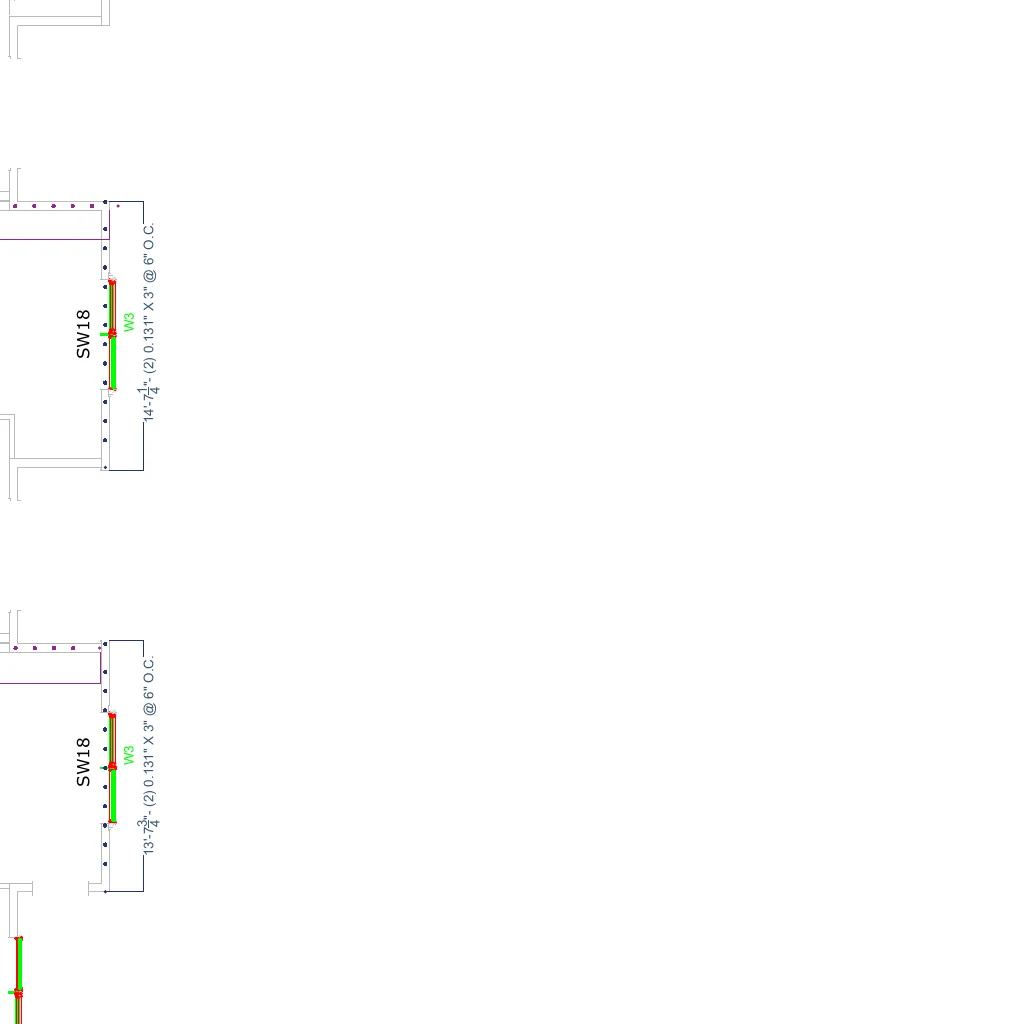 SW18
W3
14'-7 1/4"- (2) 0.131" X 3" @ 6" O.C.
SW18
W3
13'-7 3/4"- (2) 0.131" X 3" @ 6" O.C.